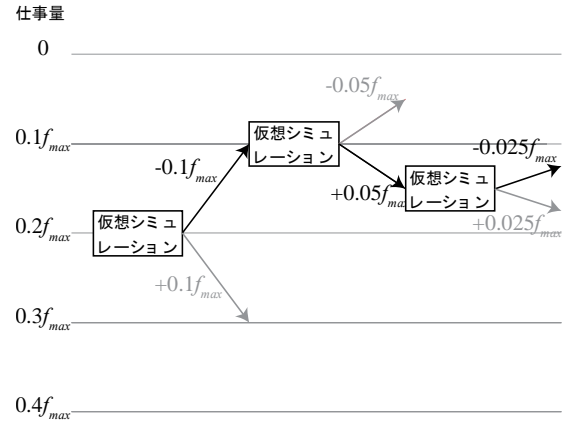 仕事量
0
-0.05fmax
0.1fmax
仮想シミュ
レーション
-0.1fmax
-0.025fmax
仮想シミュ
レーション
+0.05fmax
0.2fmax
仮想シミュ
レーション
+0.025fmax
+0.1fmax
0.3fmax
0.4fmax